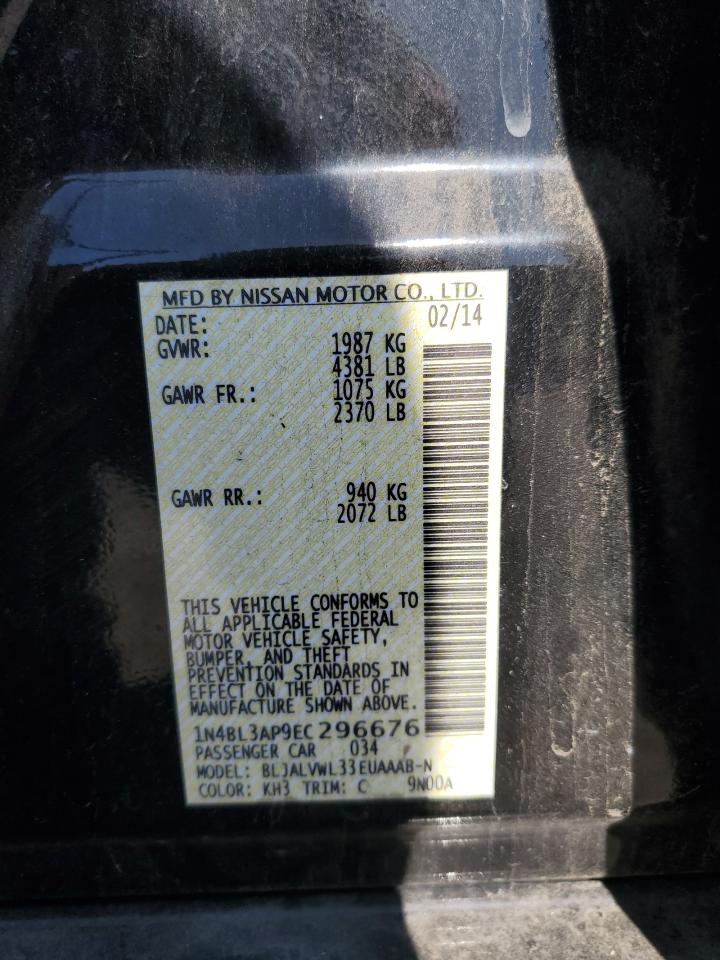 MFD BY NISSAN MOTOR CO., LTD.
DATE: 02/14
GVWR: 1987 KG
4381 LB
GAWR FR.: 1075 KG
2370 LB
GAWR RR.: 940 KG
2072 LB
THIS VEHICLE CONFORMS TO
ALL APPLICABLE FEDERAL
MOTOR VEHICLE SAFETY,
BUMPER, AND THEFT
PREVENTION STANDARDS IN
EFFECT ON THE DATE OF
MANUFACTURE SHOWN ABOVE.
1N4BL3AP9EC296676
PASSENGER CAR 034
MODEL: BLJALVWL33EUAAAB-N
COLOR: KH3 TRIM: C 9N00A